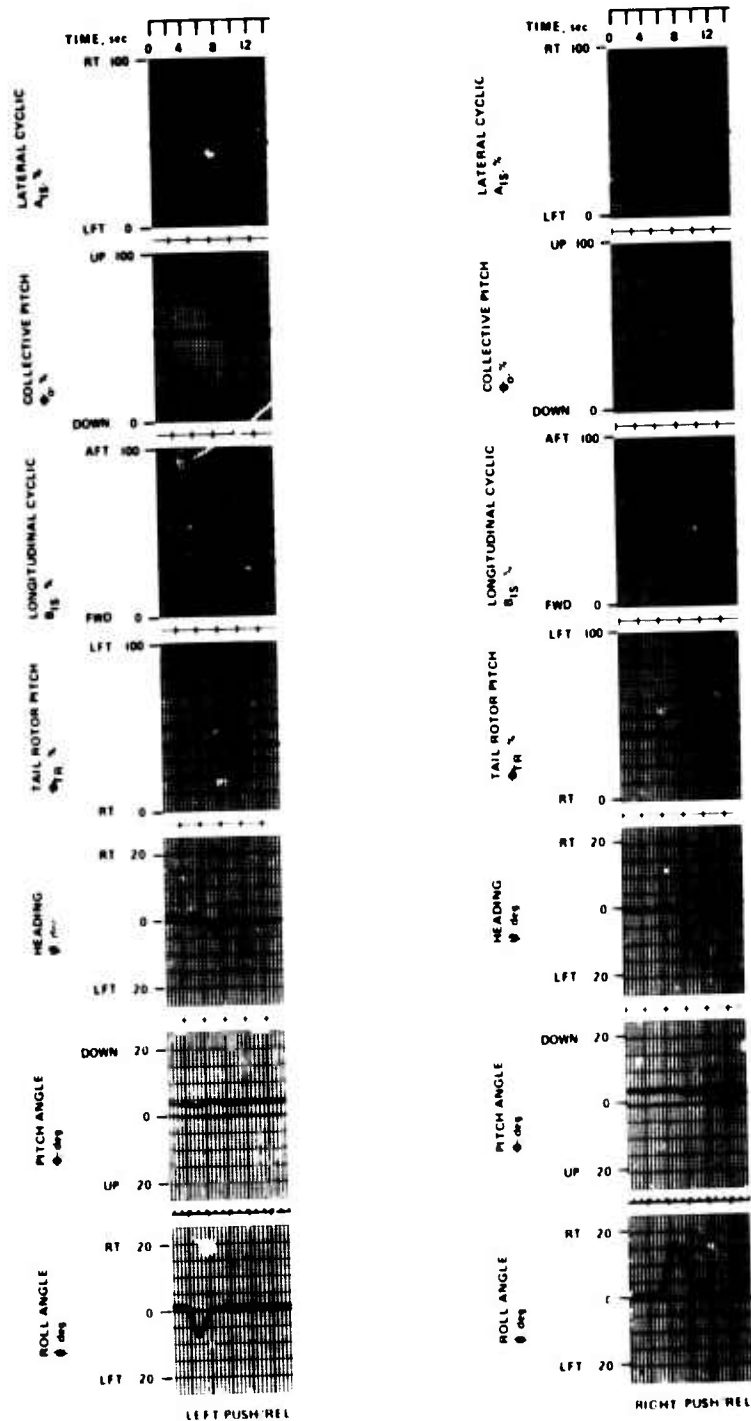 TIME, sec
0 4 8 12
RT 100
LATERAL CYCLIC
A1S, %
LFT 0
UP 100
COLLECTIVE PITCH
Φo, %
DOWN 0
AFT 100
LONGITUDINAL CYCLIC
B1S %
FWD 0
LFT 100
TAIL ROTOR PITCH
ΦTR %
RT 0
RT 20
HEADING
ψ
0
LFT 20
DOWN 20
PITCH ANGLE
Φ deg
0
UP 20
RT 20
ROLL ANGLE
ϕ deg
0
LFT 20
LEFT PUSH/REL
TIME, sec
0 4 8 12
RT 100
LATERAL CYCLIC
A1S, %
LFT 0
UP 100
COLLECTIVE PITCH
Φo, %
DOWN 0
AFT 100
LONGITUDINAL CYCLIC
B1S %
FWD 0
LFT 100
TAIL ROTOR PITCH
ΦTR %
RT 0
RT 20
HEADING
ψ deg
0
LFT 20
DOWN 20
PITCH ANGLE
Φ deg
0
UP 20
RT 20
ROLL ANGLE
ϕ deg
LFT 20
RIGHT PUSH/REL